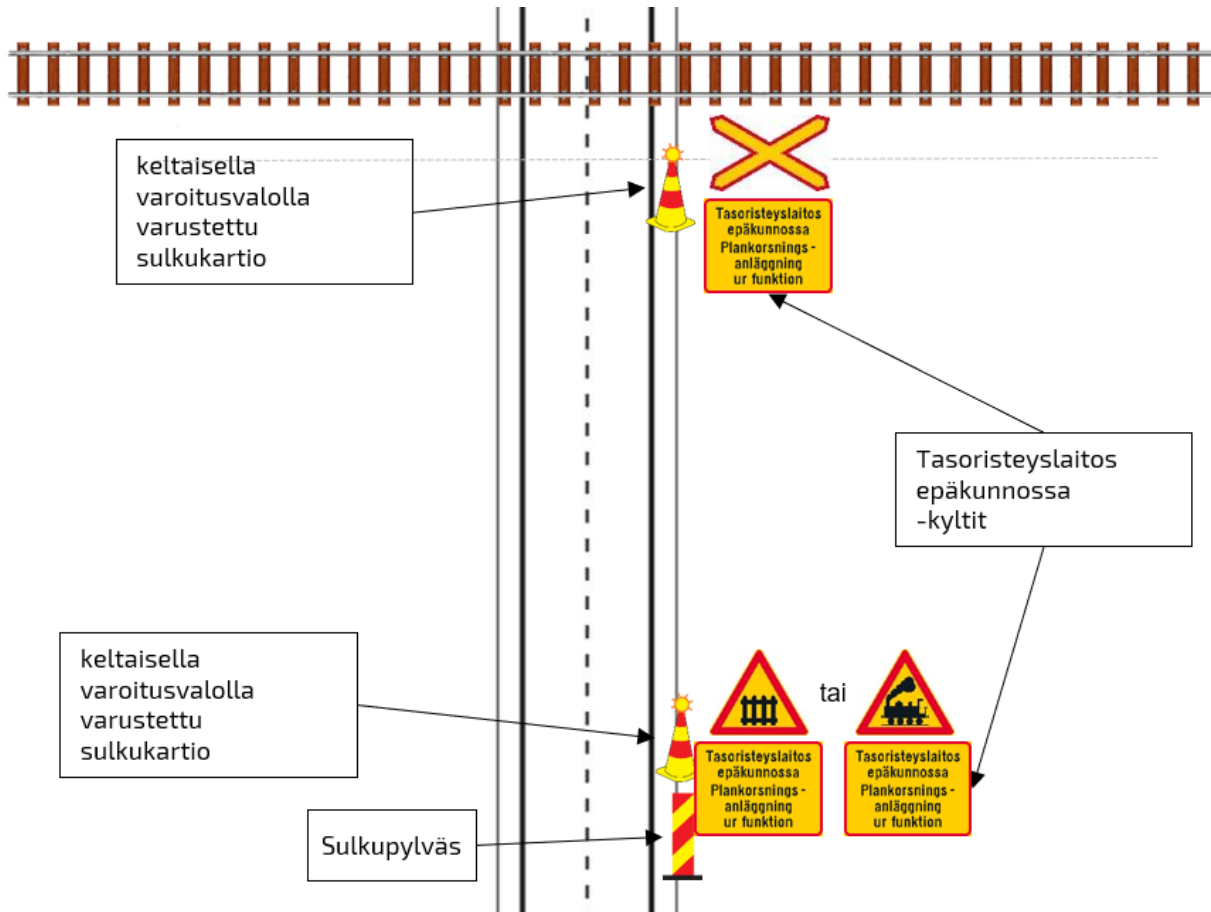 keltaisella
varoitusvalolla
varustettu
sulkukartio
Tasoristeyslaitos
epäkunnossa
Plankorsnings -
anläggning
ur funktion
Tasoristeyslaitos
epäkunnossa
-kyltit
keltaisella
varoitusvalolla
varustettu
sulkukartio
tai
Tasoristeyslaitos
epäkunnossa
Plankorsnings -
anläggning
ur funktion
Tasoristeyslaitos
epäkunnossa
Plankorsnings -
anläggning
ur funktion
Sulkupylväs